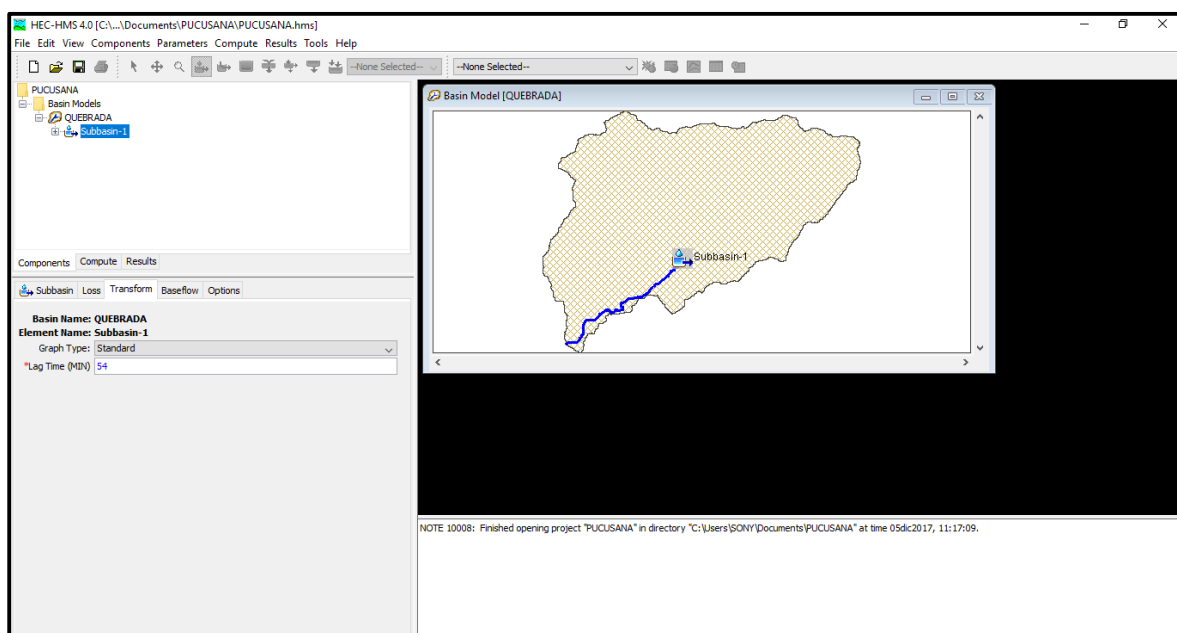 HEC-HMS 4.0 [C:\...\Documents\PUCUSANA\PUCUSANA.hms]
File Edit View Components Parameters Compute Results Tools Help
--None Selected-- --None Selected--
PUCUSANA
Basin Models
QUEBRADA
Subbasin-1
Components Compute Results
Subbasin Loss Transform Baseflow Options
Basin Name: QUEBRADA
Element Name: Subbasin-1
Graph Type: Standard
*Lag Time (MIN) 54
Basin Model [QUEBRADA]
Subbasin-1
NOTE 10008: Finished opening project "PUCUSANA" in directory "C:\Users\SONY\Documents\PUCUSANA" at time 05dic2017, 11:17:09.